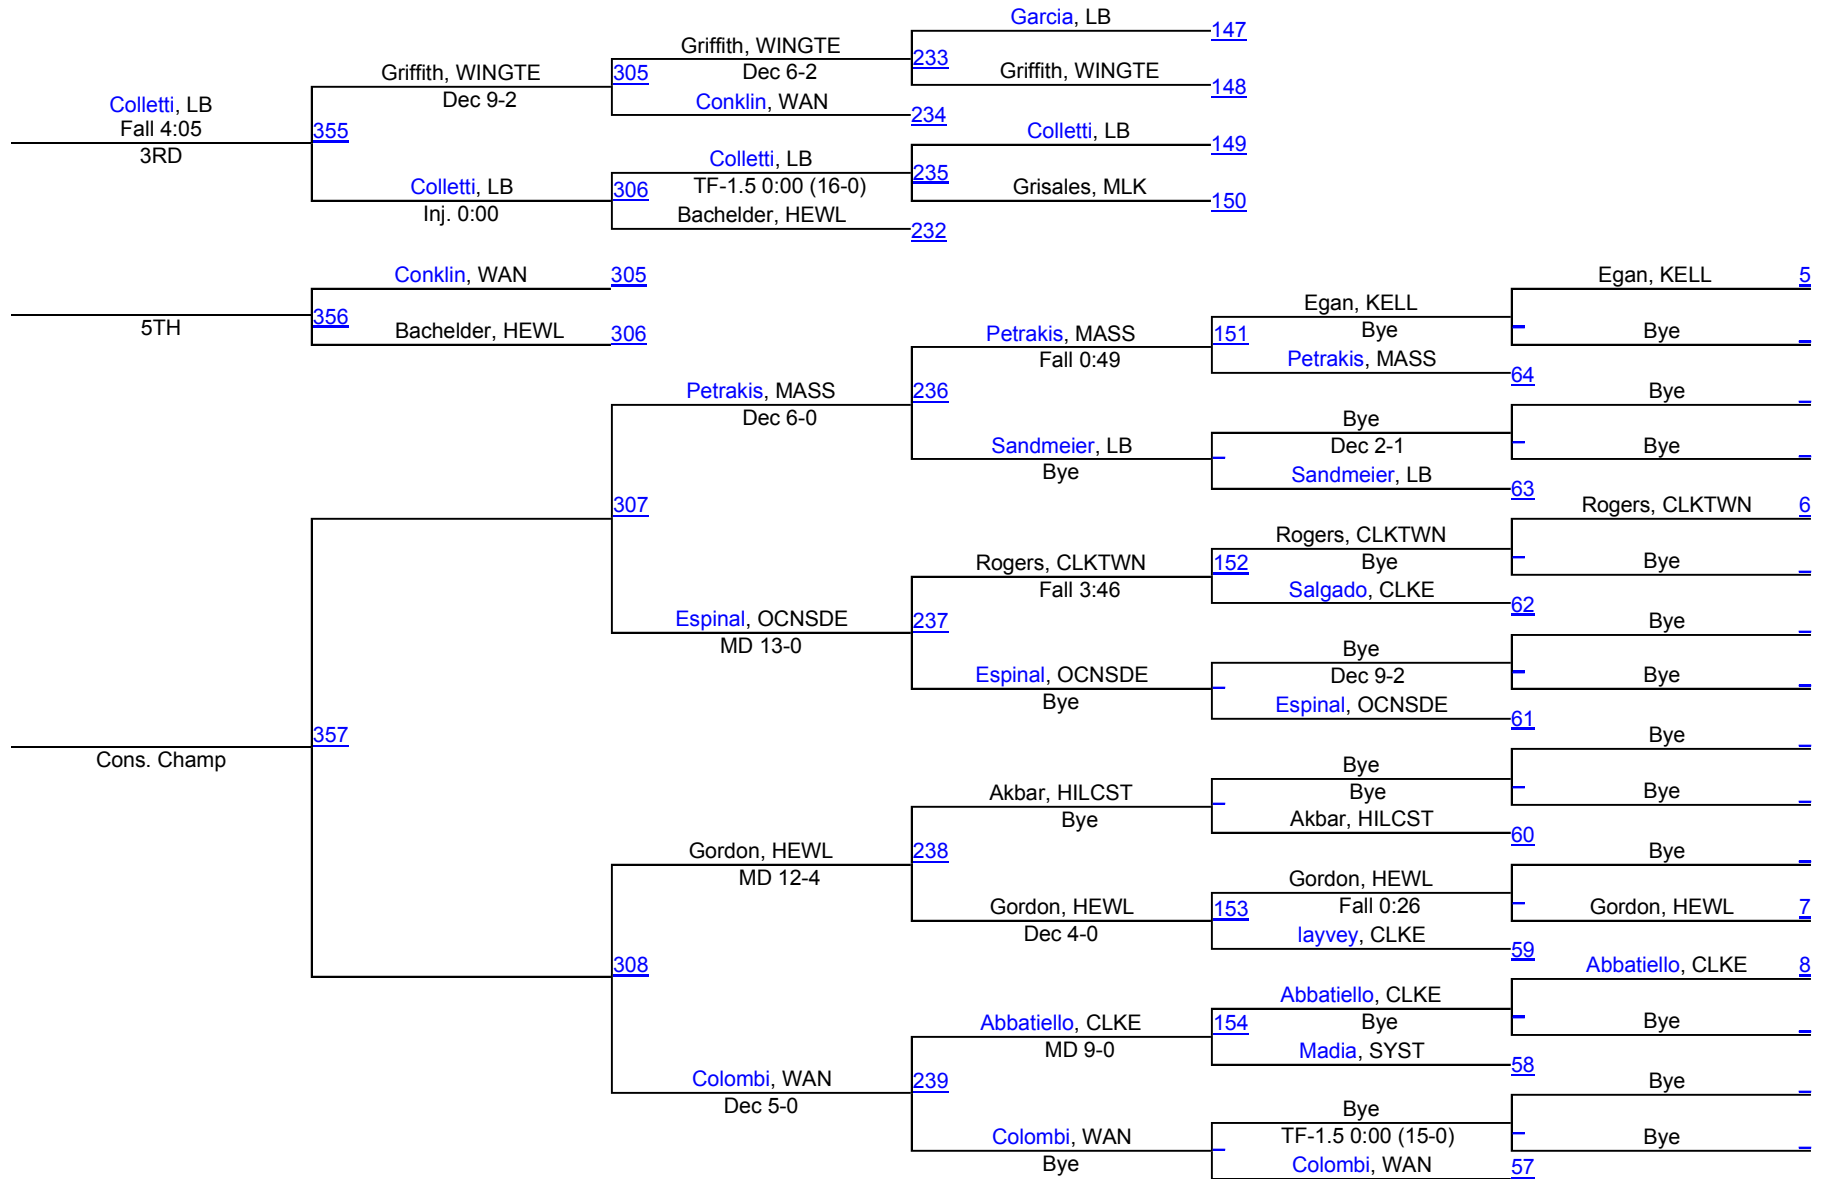 Garcia, LB
147
Griffith, WINGTE
233
Dec 6-2
Griffith, WINGTE
148
Griffith, WINGTE
305
Dec 9-2
Conklin, WAN
234
Colletti, LB
Fall 4:05
355
3RD
Colletti, LB
149
Colletti, LB
235
TF-1.5 0:00 (16-0)
Grisales, MLK
150
Colletti, LB
306
Inj. 0:00
Bachelder, HEWL
232
Conklin, WAN
305
356
5TH
Bachelder, HEWL
306
Egan, KELL
5
Egan, KELL
Bye
Bye
Petrakis, MASS
151
Fall 0:49
Petrakis, MASS
64
Petrakis, MASS
236
Dec 6-0
Bye
Bye
Dec 2-1
Bye
Sandmeier, LB
Bye
Sandmeier, LB
63
307
Rogers, CLKTWN
6
Rogers, CLKTWN
Bye
Bye
Rogers, CLKTWN
152
Fall 3:46
Salgado, CLKE
62
Espinal, OCNSDE
237
MD 13-0
Bye
Bye
Dec 9-2
Bye
Espinal, OCNSDE
Bye
Espinal, OCNSDE
61
357
Cons. Champ
Bye
Bye
Bye
Bye
Akbar, HILCST
Bye
Akbar, HILCST
60
Gordon, HEWL
238
MD 12-4
Bye
Gordon, HEWL
Fall 0:26
Gordon, HEWL
7
Gordon, HEWL
153
Dec 4-0
layvey, CLKE
59
308
Abbatiello, CLKE
8
Abbatiello, CLKE
Bye
Bye
Abbatiello, CLKE
154
MD 9-0
Madia, SYST
58
Colombi, WAN
239
Dec 5-0
Bye
Bye
TF-1.5 0:00 (15-0)
Bye
Colombi, WAN
Bye
Colombi, WAN
57